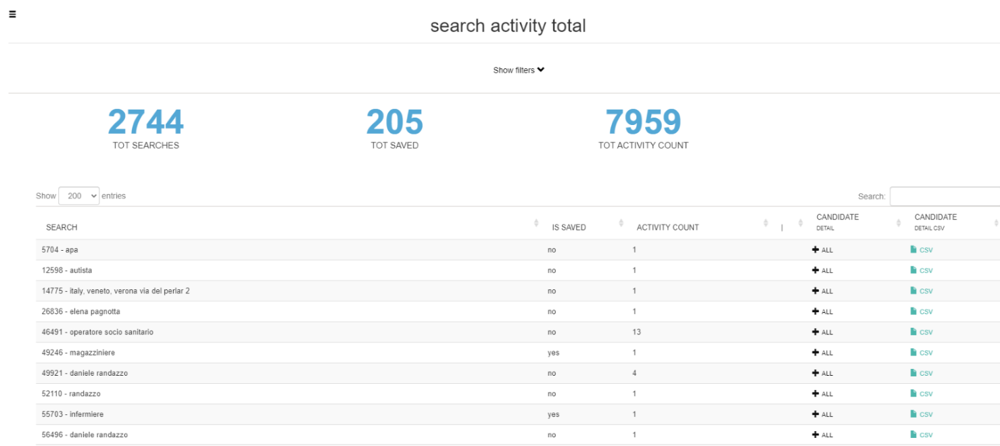 search activity total
Show filters
2744 205 7959
TOT SEARCHES TOT SAVED TOT ACTIVITY COUNT
Show 200 entries Search:
SEARCH IS SAVED ACTIVITY COUNT | CANDIDATE DETAIL CANDIDATE DETAIL CSV
5704 - apa no 1 ALL CSV
12598 - autista no 1 ALL CSV
14775 - italy, veneto, verona via del perlar 2 no 1 ALL CSV
26836 - elena pagnotta no 1 ALL CSV
46491 - operatore socio sanitario no 13 ALL CSV
49246 - magazziniere yes 1 ALL CSV
49921 - daniele randazzo no 4 ALL CSV
52110 - randazzo no 1 ALL CSV
55703 - infermiere yes 1 ALL CSV
56496 - daniele randazzo no 1 ALL CSV